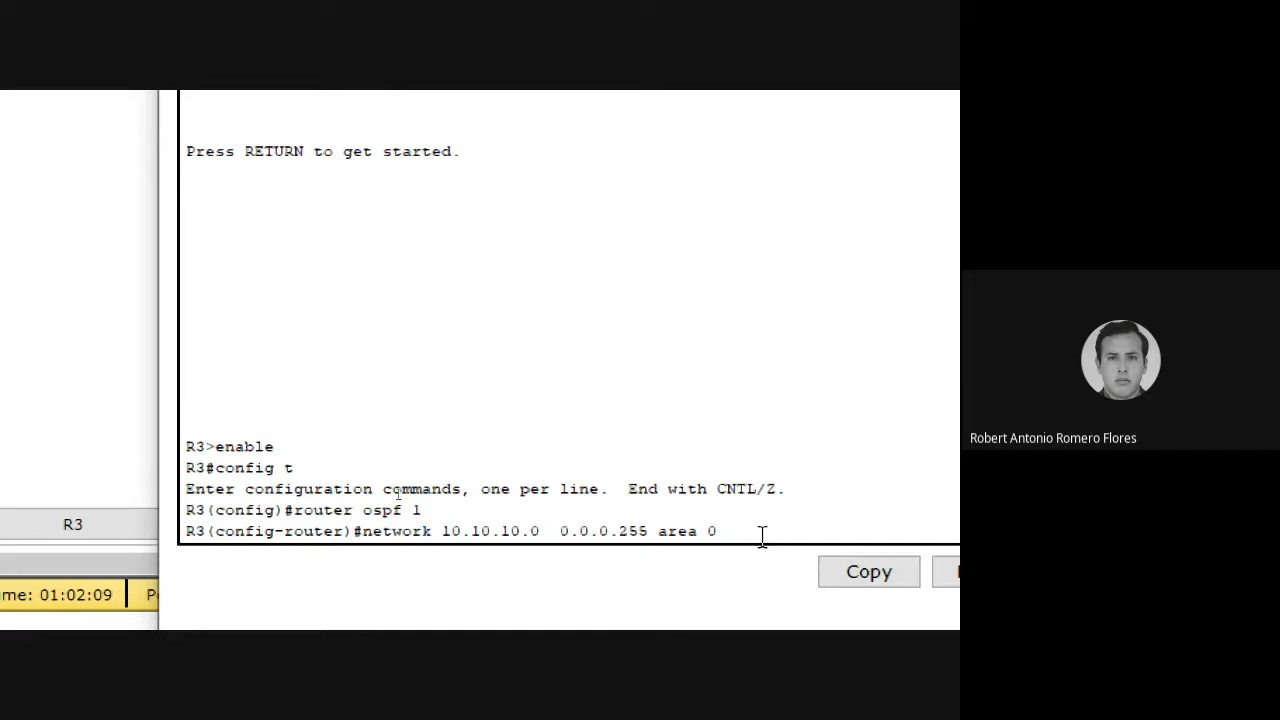 Press RETURN to get started.
R3>enable
R3#config t
Enter configuration commands, one per line.  End with CNTL/Z.
R3(config)#router ospf 1
R3(config-router)#network 10.10.10.0  0.0.0.255 area 0
R3
Copy
me: 01:02:09
Robert Antonio Romero Flores